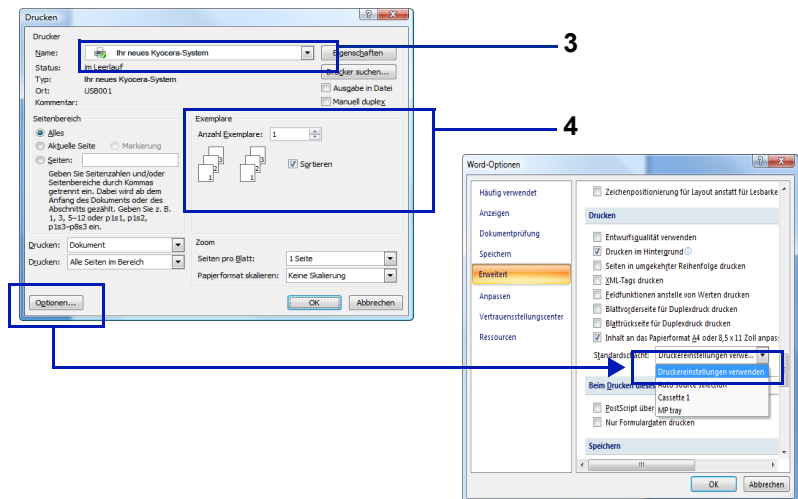 Drucken
Drucker
Name: Ihr neues Kyocera-System Eigenschaften
Status: im Leerlauf
Typ: Ihr neues Kyocera-System
Drucker suchen...
Ort: USB001
Kommentar:
Ausgabe in Datei
Manuell duplex
3
Seitenbereich
Alles
Aktuelle Seite Markierung
Seiten:
Geben Sie Seitenzahlen und/oder
Seitenbereiche durch Kommas
getrennt ein. Dabei wird ab dem
Anfang des Dokuments oder des
Abschnitts gezählt. Geben Sie z. B.
1, 3, 5–12 oder p1s1, p1s2,
p1s3–p8s3 ein.
Exemplare
Anzahl Exemplare: 1
3
2
1
3
2
1
Sortieren
4
Drucken: Dokument
Drucken: Alle Seiten im Bereich
Zoom
Seiten pro Blatt: 1 Seite
Papierformat skalieren: Keine Skalierung
Optionen... OK Abbrechen
Word-Optionen
Häufig verwendet
Anzeigen
Dokumentprüfung
Speichern
Erweitert
Anpassen
Vertrauensstellungscenter
Ressourcen
Zeichenpositionierung für Layout anstatt für Lesbarke
Drucken
Entwurfsqualität verwenden
Drucken im Hintergrund
Seiten in umgekehrter Reihenfolge drucken
XML-Tags drucken
Feldfunktionen anstelle von Werten drucken
Blattvorderseite für Duplexdruck drucken
Blattrückseite für Duplexdruck drucken
Inhalt an das Papierformat A4 oder 8,5 x 11 Zoll anpass
Standardschacht: Druckereinstellungen verwe...
Druckereinstellungen verwenden
Auto source selection
Cassette 1
MP tray
Beim Drucken dieses
PostScript über
Nur Formulardaten drucken
Speichern
OK Abbrechen